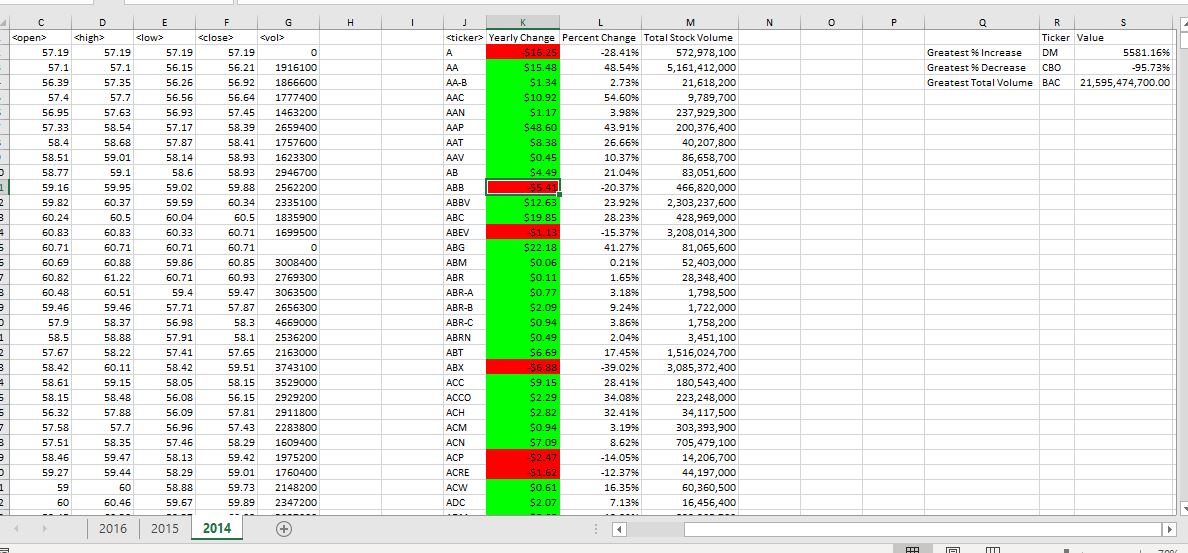 C D E F G H I J K L M N O P Q R S
<open> <high> <low> <close> <vol> <ticker> Yearly Change Percent Change Total Stock Volume Ticker Value
57.19 57.19 57.19 57.19 0 A -$16.25 -28.41% 572,978,100 Greatest % Increase DM 5581.16%
57.1 57.1 56.15 56.21 1916100 AA $15.48 48.54% 5,161,412,000 Greatest % Decrease CBO -95.73%
56.39 57.35 56.26 56.92 1866600 AA-B $1.34 2.73% 21,618,200 Greatest Total Volume BAC 21,595,474,700.00
57.4 57.7 56.56 56.64 1777400 AAC $10.92 54.60% 9,789,700
56.95 57.63 56.93 57.45 1463200 AAN $1.17 3.98% 237,929,300
57.33 58.54 57.17 58.39 2659400 AAP $48.60 43.91% 200,376,400
58.4 58.68 57.87 58.41 1757600 AAT $8.38 26.66% 40,207,800
58.51 59.01 58.14 58.93 1623300 AAV $0.45 10.37% 86,658,700
58.77 59.1 58.6 58.93 2946700 AB $4.49 21.04% 83,051,600
59.16 59.95 59.02 59.88 2562200 ABB -$5.41 -20.37% 466,820,000
59.82 60.37 59.59 60.34 2335100 ABBV $12.63 23.92% 2,303,237,600
60.24 60.5 60.04 60.5 1835900 ABC $19.85 28.23% 428,969,000
60.83 60.83 60.33 60.71 1699500 ABEV -$1.13 -15.37% 3,208,014,300
60.71 60.71 60.71 60.71 0 ABG $22.18 41.27% 81,065,600
60.69 60.88 59.86 60.85 3008400 ABM $0.06 0.21% 52,403,000
60.82 61.22 60.71 60.93 2769300 ABR $0.11 1.65% 28,348,400
60.48 60.51 59.4 59.47 3063500 ABR-A $0.77 3.18% 1,798,500
59.46 59.46 57.71 57.87 2656300 ABR-B $2.09 9.24% 1,722,000
57.9 58.37 56.98 58.3 4669000 ABR-C $0.94 3.86% 1,758,200
58.5 58.88 57.91 58.1 2536200 ABRN $0.49 2.04% 3,451,100
57.67 58.22 57.41 57.65 2163000 ABT $6.69 17.45% 1,516,024,700
58.42 60.11 58.42 59.51 3743100 ABX -$6.88 -39.02% 3,085,372,400
58.61 59.15 58.05 58.15 3529000 ACC $9.15 28.41% 180,543,400
58.15 58.48 56.08 56.15 2929200 ACCO $2.29 34.08% 223,248,000
56.32 57.88 56.09 57.81 2911800 ACH $2.82 32.41% 34,117,500
57.58 57.7 56.96 57.43 2283800 ACM $0.94 3.19% 303,393,900
57.51 58.35 57.46 58.29 1609400 ACN $7.09 8.62% 705,479,100
58.46 59.47 58.13 59.42 1975200 ACP -$2.47 -14.05% 14,206,700
59.27 59.44 58.29 59.01 1760400 ACRE -$1.62 -12.37% 44,197,000
59 60 58.88 59.73 2148200 ACW $0.61 16.35% 60,360,500
60 60.46 59.67 59.89 2347200 ADC $2.07 7.13% 16,456,400
2016 2015 2014